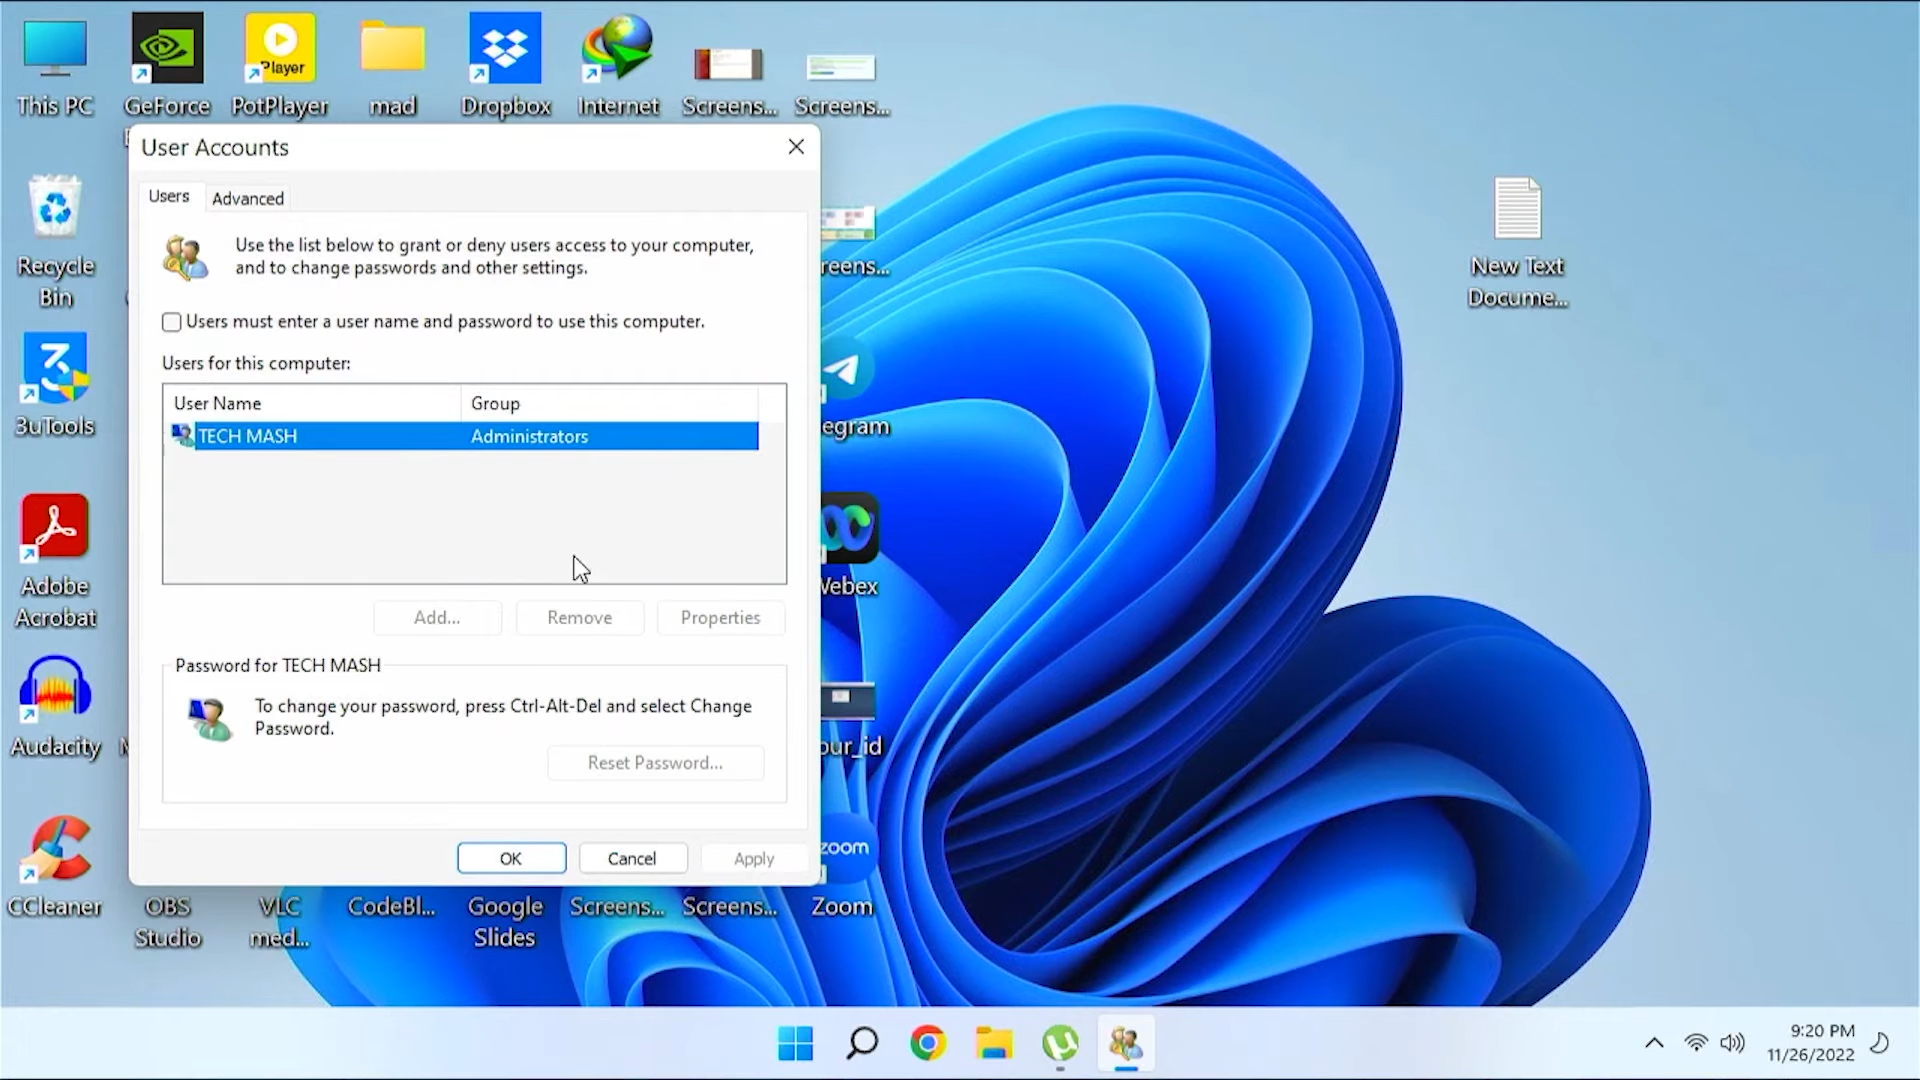 This PC
GeForce
PotPlayer
Player
mad
Dropbox
Internet
Screens...
Screens...
User Accounts
Users
Advanced
Use the list below to grant or deny users access to your computer,
and to change passwords and other settings.
Users must enter a user name and password to use this computer.
Users for this computer:
User Name
Group
TECH MASH
Administrators
Add...
Remove
Properties
Password for TECH MASH
To change your password, press Ctrl-Alt-Del and select Change
Password.
Reset Password...
OK
Cancel
Apply
Recycle
Bin
3uTools
Adobe
Acrobat
Audacity
CCleaner
reens...
egram
Webex
our_id
zoom
Zoom
New Text
Docume...
OBS
Studio
VLC
med...
CodeBl...
Google
Slides
Screens...
Screens...
9:20 PM
11/26/2022